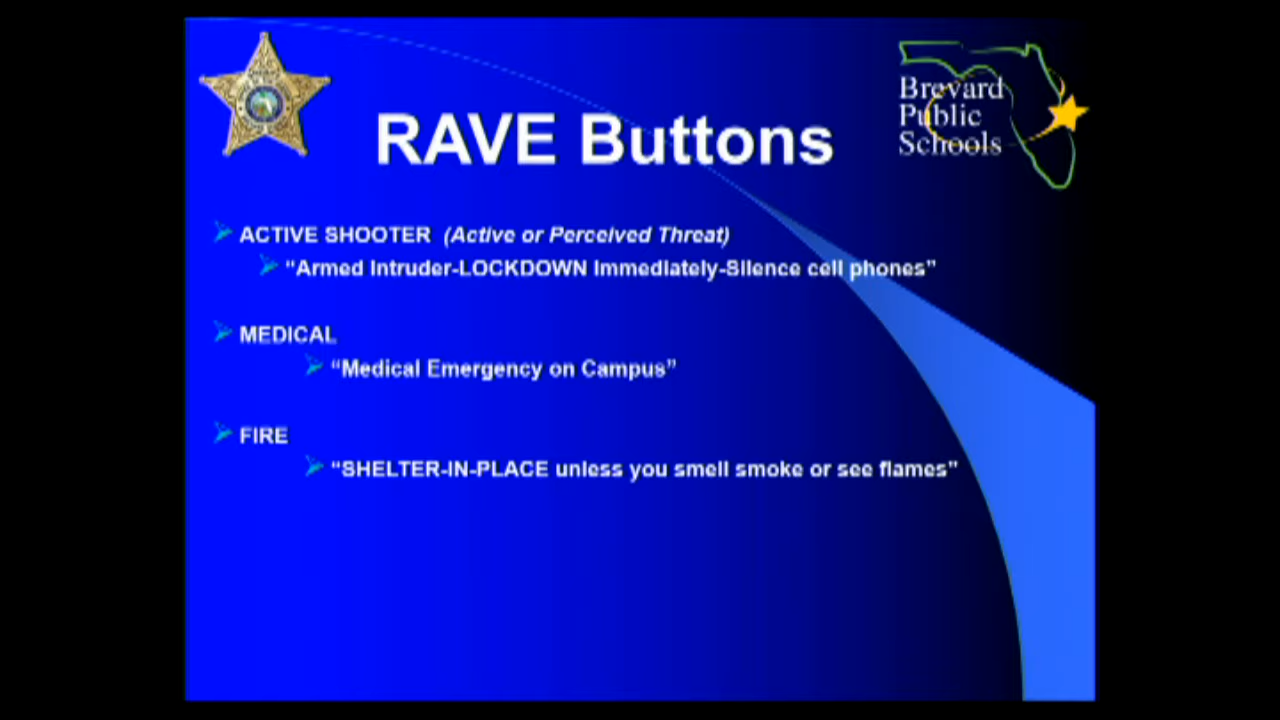 RAVE Buttons
Brevard
Public
Schools
ACTIVE SHOOTER (Active or Perceived Threat)
“Armed Intruder-LOCKDOWN Immediately-Silence cell phones”
MEDICAL
“Medical Emergency on Campus”
FIRE
“SHELTER-IN-PLACE unless you smell smoke or see flames”